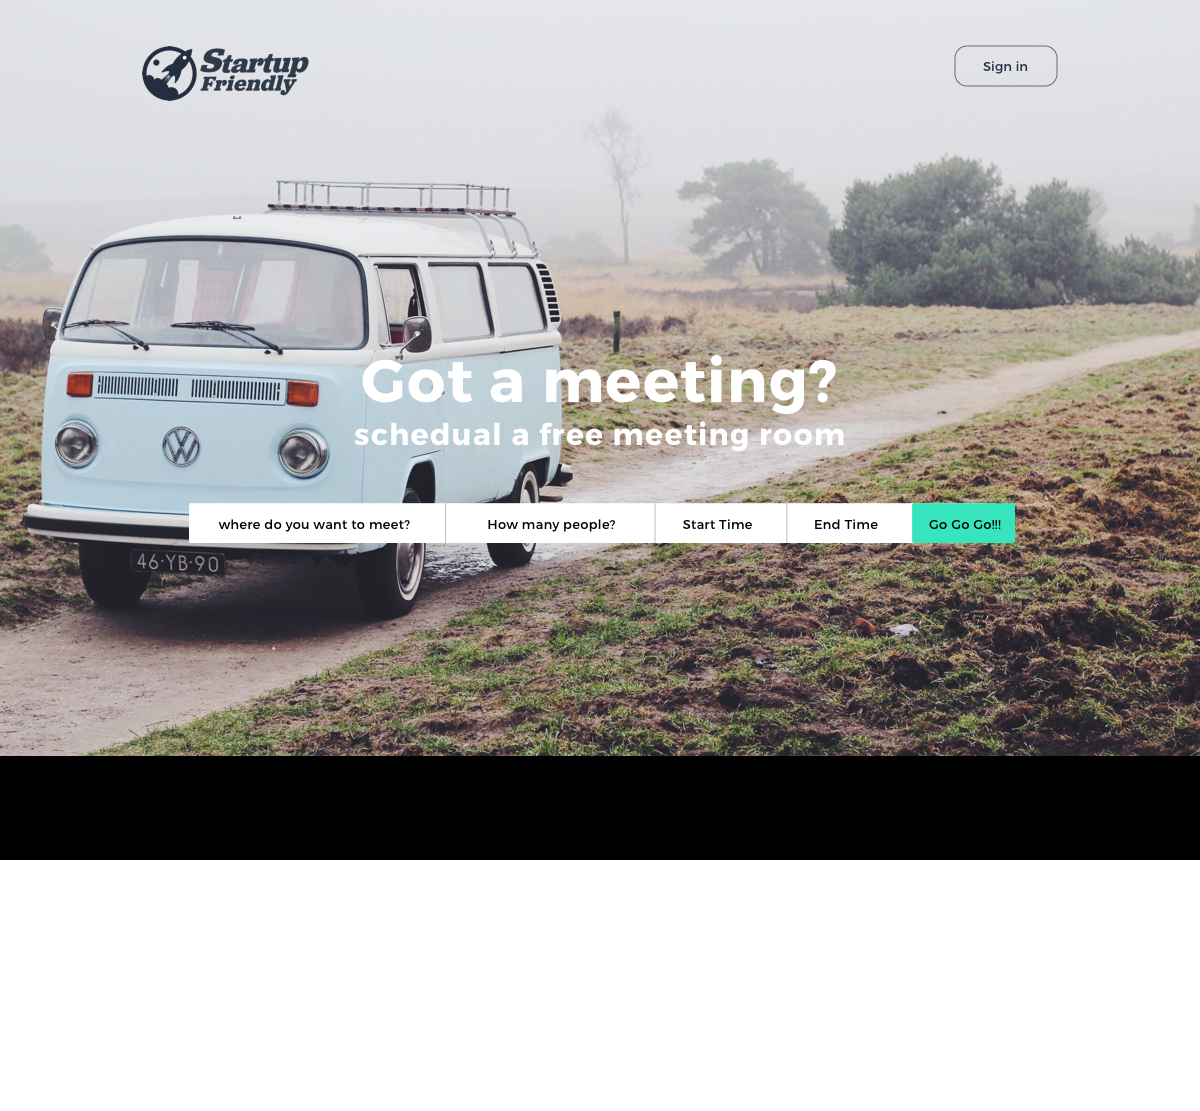 Startup
Friendly
Sign in
Got a meeting?
schedual a free meeting room
where do you want to meet?
How many people?
Start Time
End Time
Go Go Go!!!
46-YB-90